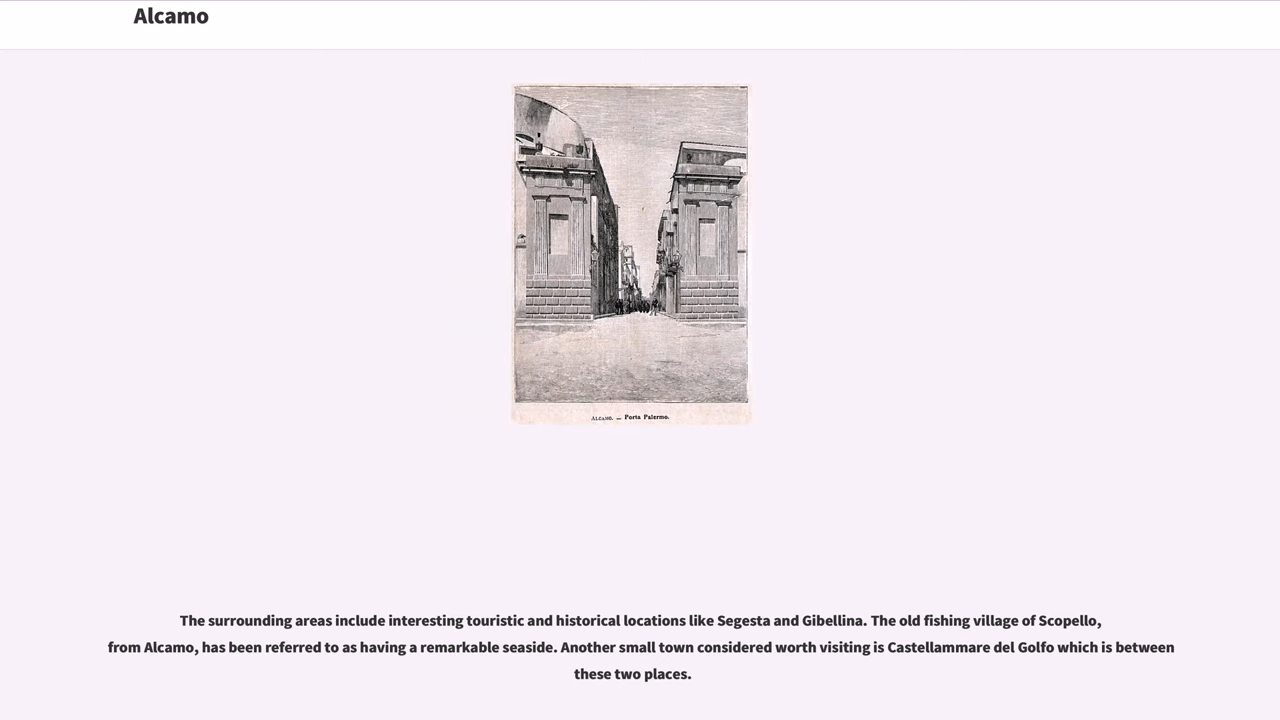 Alcamo
Alcamo. — Porta Palermo.
The surrounding areas include interesting touristic and historical locations like Segesta and Gibellina. The old fishing village of Scopello,
from Alcamo, has been referred to as having a remarkable seaside. Another small town considered worth visiting is Castellammare del Golfo which is between
these two places.